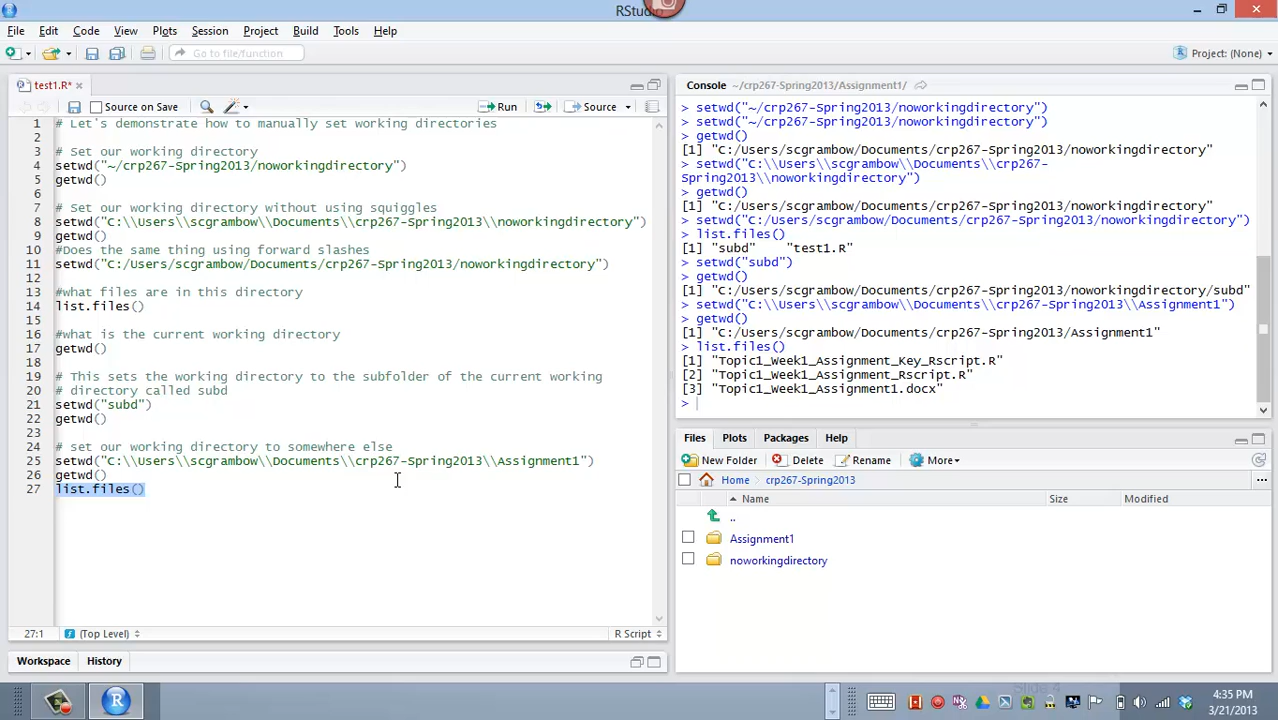 RStudio
File Edit Code View Plots Session Project Build Tools Help
Go to file/function
Project: (None)
test1.R*
Source on Save
Run
Source
1 # Let's demonstrate how to manually set working directories
2
3 # Set our working directory
4 setwd("~/crp267-Spring2013/noworkingdirectory")
5 getwd()
6
7 # Set our working directory without using squiggles
8 setwd("C:\\Users\\scgrambow\\Documents\\crp267-Spring2013\\noworkingdirectory")
9 getwd()
10 #Does the same thing using forward slashes
11 setwd("C:/Users/scgrambow/Documents/crp267-Spring2013/noworkingdirectory")
12
13 #what files are in this directory
14 list.files()
15
16 #what is the current working directory
17 getwd()
18
19 # This sets the working directory to the subfolder of the current working
20 # directory called subd
21 setwd("subd")
22 getwd()
23
24 # set our working directory to somewhere else
25 setwd("C:\\Users\\scgrambow\\Documents\\crp267-Spring2013\\Assignment1")
26 getwd()
27 list.files()
27:1 (Top Level) R Script
Workspace History
Console ~/crp267-Spring2013/Assignment1/
> setwd("~/crp267-Spring2013/noworkingdirectory")
> setwd("~/crp267-Spring2013/noworkingdirectory")
> getwd()
[1] "C:/Users/scgrambow/Documents/crp267-Spring2013/noworkingdirectory"
> setwd("C:\\Users\\scgrambow\\Documents\\crp267-
Spring2013\\noworkingdirectory")
> getwd()
[1] "C:/Users/scgrambow/Documents/crp267-Spring2013/noworkingdirectory"
> setwd("C:/Users/scgrambow/Documents/crp267-Spring2013/noworkingdirectory")
> list.files()
[1] "subd" "test1.R"
> setwd("subd")
> getwd()
[1] "C:/Users/scgrambow/Documents/crp267-Spring2013/noworkingdirectory/subd"
> setwd("C:\\Users\\scgrambow\\Documents\\crp267-Spring2013\\Assignment1")
> getwd()
[1] "C:/Users/scgrambow/Documents/crp267-Spring2013/Assignment1"
> list.files()
[1] "Topic1_Week1_Assignment_Key_Rscript.R"
[2] "Topic1_Week1_Assignment_Rscript.R"
[3] "Topic1_Week1_Assignment1.docx"
>
Files Plots Packages Help
New Folder Delete Rename More
Home crp267-Spring2013 ...
Name Size Modified
..
Assignment1
noworkingdirectory
Slide 4
4:35 PM
3/21/2013